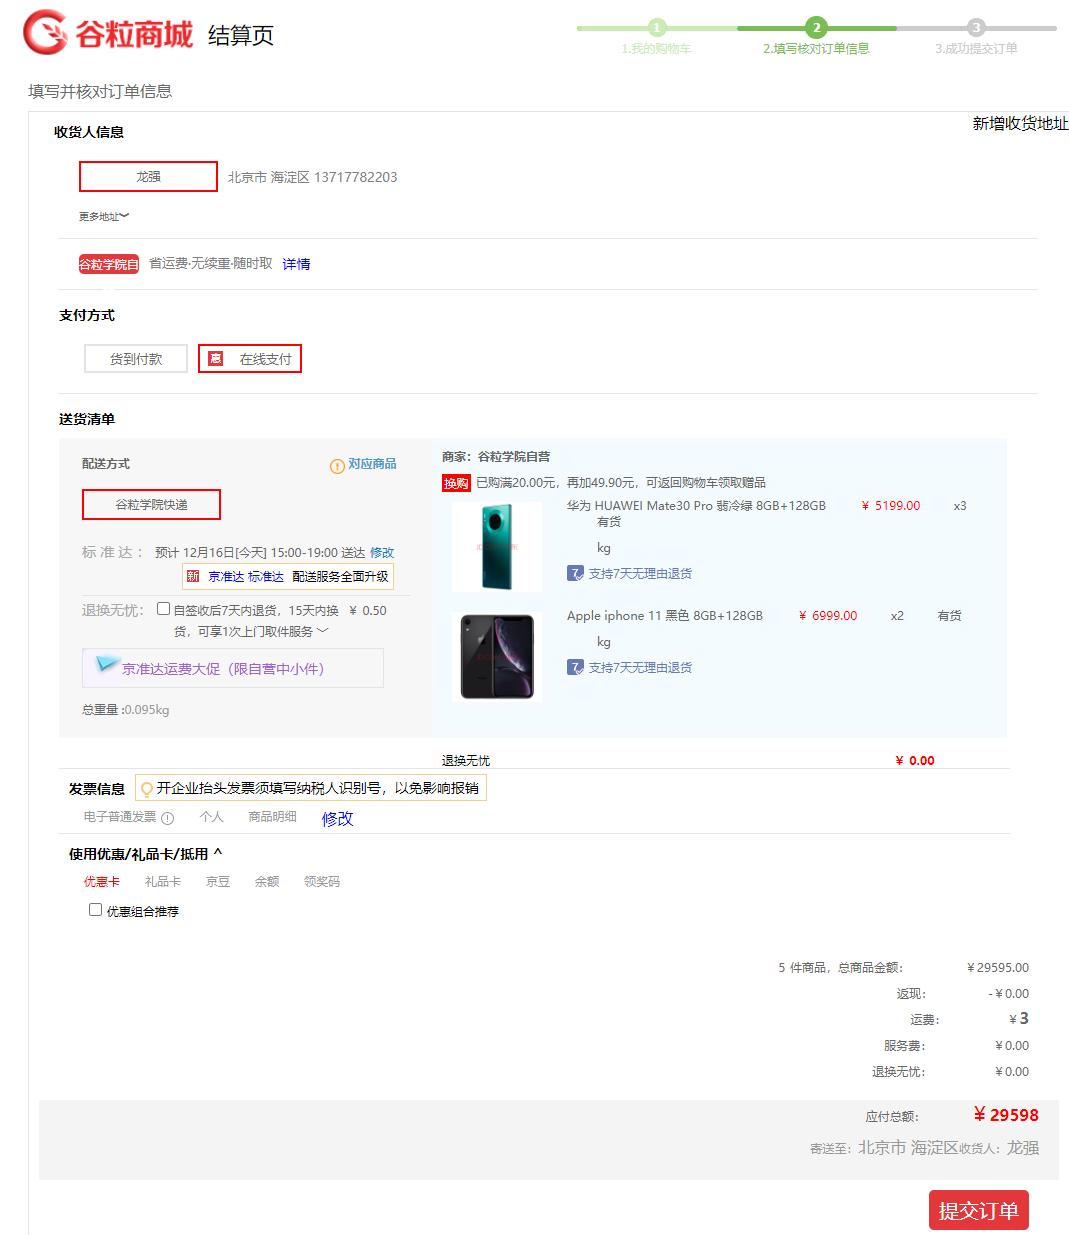 谷粒商城 结算页
1 2 3
1.我的购物车 2.填写核对订单信息 3.成功提交订单
填写并核对订单信息
新增收货地址
收货人信息
龙强 北京市 海淀区 13717782203
更多地址
谷粒学院自 省运费·无续重·随时取 详情
支付方式
货到付款 惠 在线支付
送货清单
配送方式 对应商品
谷粒学院快递
标 准 达: 预计 12月16日[今天] 15:00-19:00 送达 修改
新 京准达 标准达 配送服务全面升级
退换无忧: 自签收后7天内退货,15天内换 ¥ 0.50
货,可享1次上门取件服务
京准达运费大促(限自营中小件)
总重量 :0.095kg
商家:谷粒学院自营
换购 已购满20.00元,再加49.90元,可返回购物车领取赠品
华为 HUAWEI Mate30 Pro 翡冷绿 8GB+128GB ¥ 5199.00 x3
有货
kg
7 支持7天无理由退货
Apple iphone 11 黑色 8GB+128GB ¥ 6999.00 x2 有货
kg
7 支持7天无理由退货
退换无忧 ¥ 0.00
发票信息 开企业抬头发票须填写纳税人识别号,以免影响报销
电子普通发票 个人 商品明细 修改
使用优惠/礼品卡/抵用 ^
优惠卡 礼品卡 京豆 余额 领奖码
优惠组合推荐
5 件商品,总商品金额: ¥29595.00
返现: -¥0.00
运费: ¥3
服务费: ¥0.00
退换无忧: ¥0.00
应付总额: ¥29598
寄送至: 北京市 海淀区收货人: 龙强
提交订单